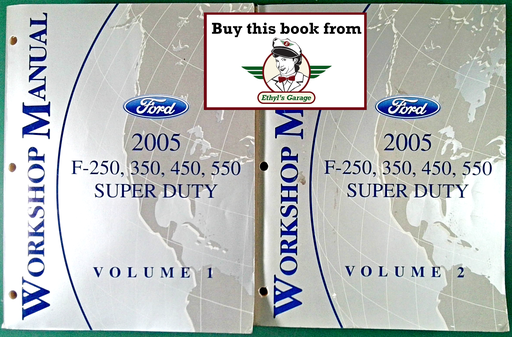 WORKSHOP MANUAL
Ford
2005
F-250, 350, 450, 550
SUPER DUTY
VOLUME 1
Buy this book from
Ethyl's Garage
WORKSHOP M
Ford
2005
F-250, 350, 450, 550
SUPER DUTY
VOLUME 2